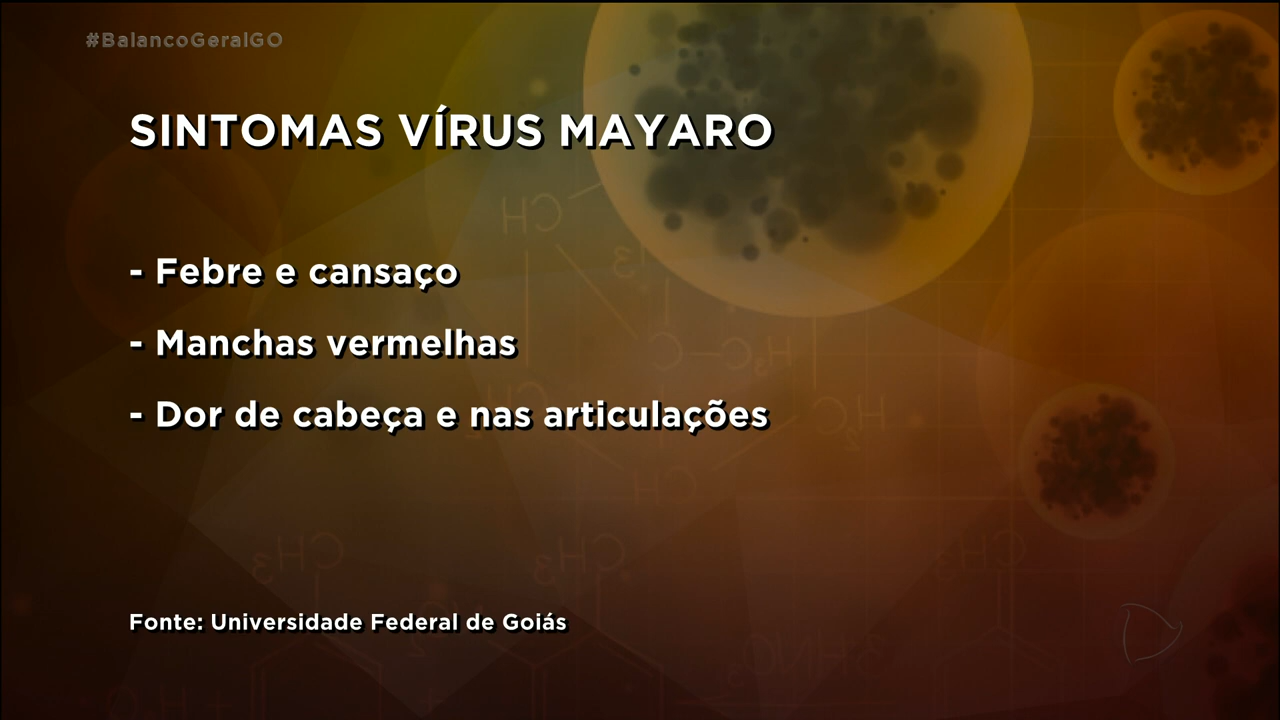 #BalancoGeralGO
SINTOMAS VÍRUS MAYARO
- Febre e cansaço
- Manchas vermelhas
- Dor de cabeça e nas articulações
Fonte: Universidade Federal de Goiás